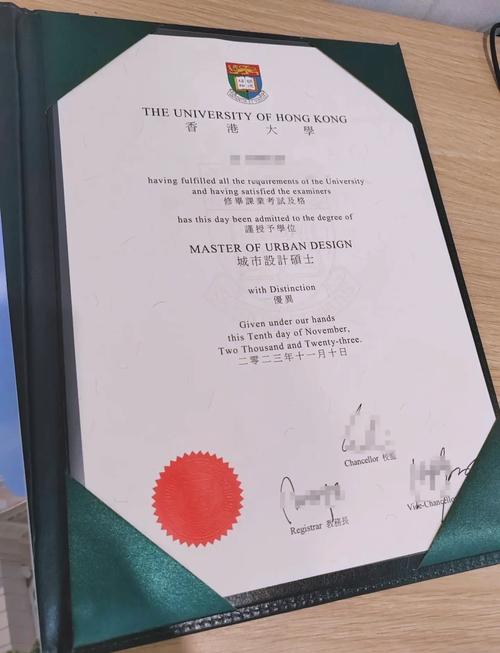 THE UNIVERSITY OF HONG KONG
香港大學
having fulfilled all the requirements of the University
and having satisfied the examiners
修畢課業考試及格
has this day been admitted to the degree of
謹授予學位
MASTER OF URBAN DESIGN
城市設計碩士
with Distinction
優異
Given under our hands
this Tenth day of November,
Two Thousand and Twenty-three.
二零二三年十一月十日
Chancellor 校監
Registrar 教務長
Vice-Chancellor